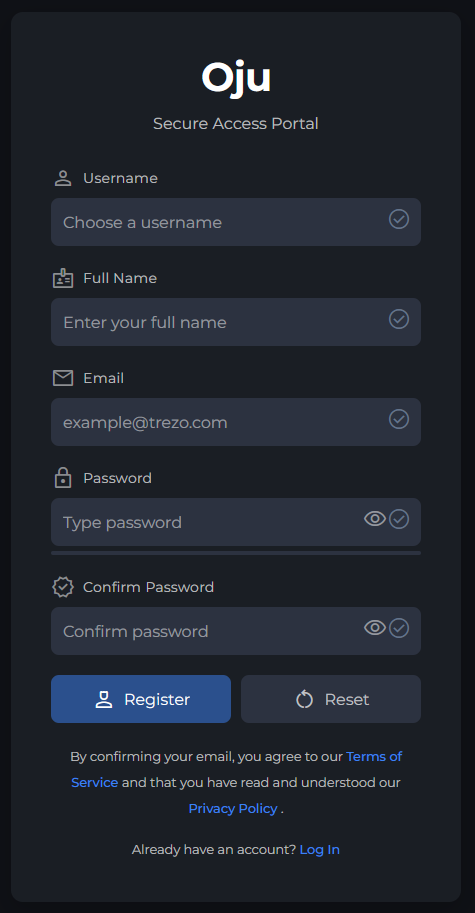 Oju
Secure Access Portal
Username
Choose a username
Full Name
Enter your full name
Email
example@trezo.com
Password
Type password
Confirm Password
Confirm password
Register
Reset
By confirming your email, you agree to our Terms of
Service and that you have read and understood our
Privacy Policy .
Already have an account? Log In